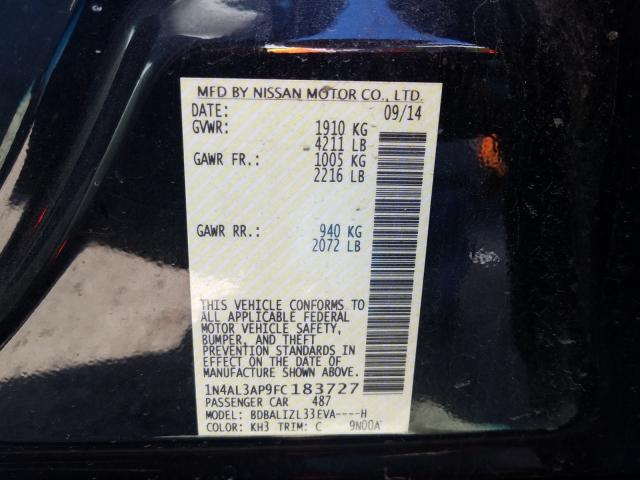 MFD BY NISSAN MOTOR CO., LTD.
DATE: 09/14
GVWR: 1910 KG
4211 LB
GAWR FR.: 1005 KG
2216 LB
GAWR RR.: 940 KG
2072 LB
THIS VEHICLE CONFORMS TO
ALL APPLICABLE FEDERAL
MOTOR VEHICLE SAFETY,
BUMPER, AND THEFT
PREVENTION STANDARDS IN
EFFECT ON THE DATE OF
MANUFACTURE SHOWN ABOVE.
1N4AL3AP9FC183727
PASSENGER CAR 487
MODEL: BDBALIZL33EVA----H
COLOR: KH3 TRIM: C 9N00A